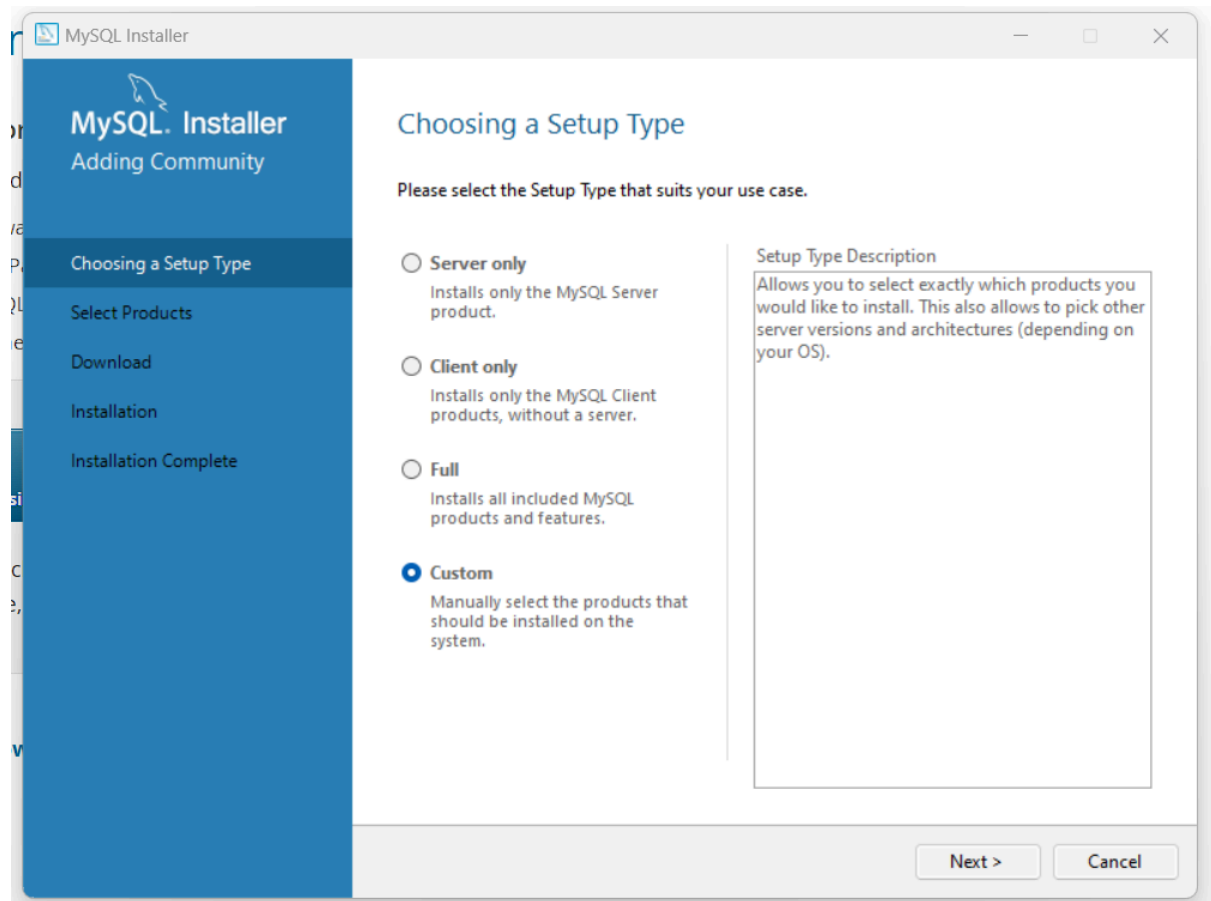 MySQL Installer
MySQL. Installer
Adding Community
Choosing a Setup Type
Select Products
Download
Installation
Installation Complete
Choosing a Setup Type
Please select the Setup Type that suits your use case.
Server only
Installs only the MySQL Server
product.
Client only
Installs only the MySQL Client
products, without a server.
Full
Installs all included MySQL
products and features.
Custom
Manually select the products that
should be installed on the
system.
Setup Type Description
Allows you to select exactly which products you
would like to install. This also allows to pick other
server versions and architectures (depending on
your OS).
Next >
Cancel